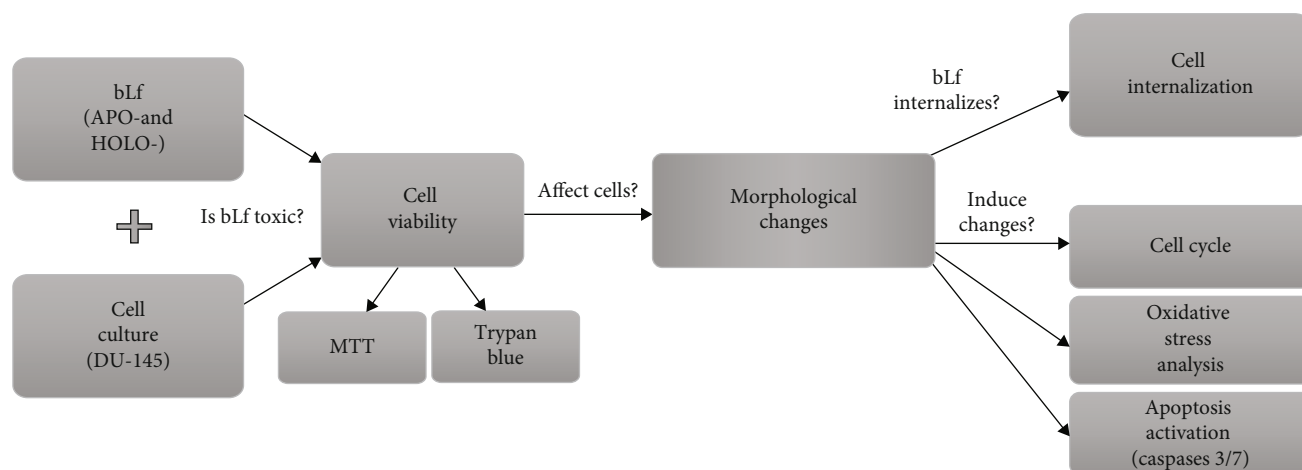 bLf
(APO-and
HOLO-)
Cell
culture
(DU-145)
Is bLf toxic?
Cell
viability
MTT
Trypan
blue
Affect cells?
Morphological
changes
bLf
internalizes?
Cell
internalization
Induce
changes?
Cell cycle
Oxidative
stress
analysis
Apoptosis
activation
(caspases 3/7)